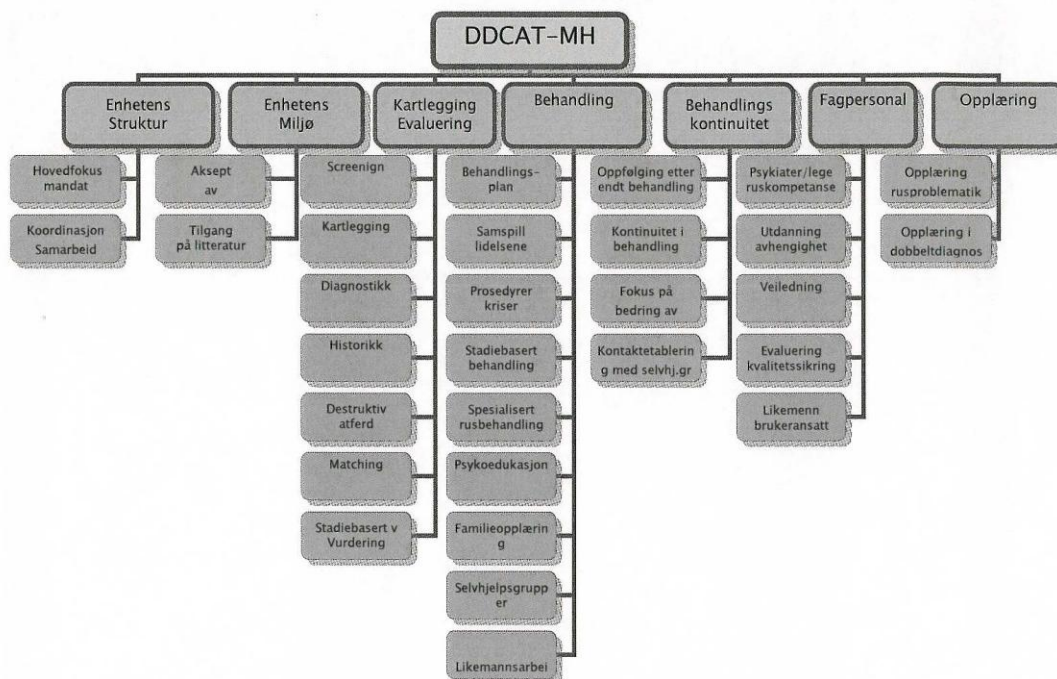 DDCAT-MH
Enhetens
Struktur
Hovedfokus
mandat
Koordinasjon
Samarbeid
Enhetens
Miljø
Aksept
av
Tilgang
på litteratur
Kartlegging
Evaluering
Screenign
Kartlegging
Diagnostikk
Historikk
Destruktiv
atferd
Matching
Stadiebasert v
Vurdering
Behandling
Behandlings-
plan
Samspill
lidelsene
Prosedyrer
kriser
Stadiebasert
behandling
Spesialisert
rusbehandling
Psykoedukasjon
Familieopplærin
g
Selvhjelpsgrupp
er
Likemannsarbei
Behandlings
kontinuitet
Oppfølging etter
endt behandling
Kontinuitet i
behandling
Fokus på
bedring av
Kontaktetablerin
g med selvhj.gr
Fagpersonal
Psykiater/lege
ruskompetanse
Utdanning
avhengighet
Veiledning
Evaluering
kvalitetssikring
Likemenn
brukeransatt
Opplæring
Opplæring
rusproblematik
Opplæring i
dobbeltdiagnos